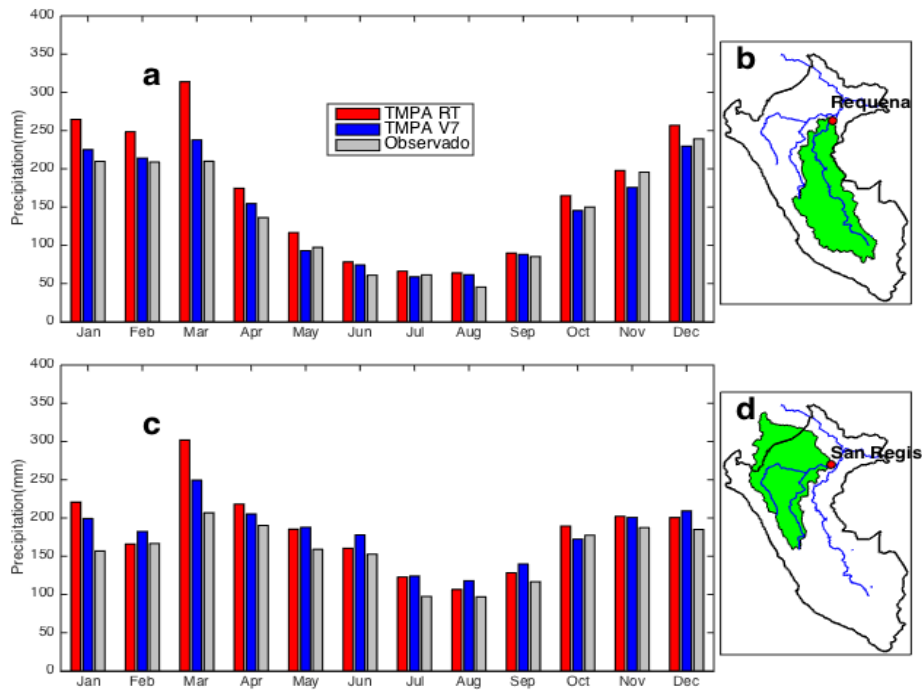 a
400
350
300
250
200
150
100
50
0
Precipitation(mm)
TMPA RT
TMPA V7
Observado
Jan Feb Mar Apr May Jun Jul Aug Sep Oct Nov Dec
b
Requena
c
400
350
300
250
200
150
100
50
0
Precipitation(mm)
Jan Feb Mar Apr May Jun Jul Aug Sep Oct Nov Dec
d
San Regis